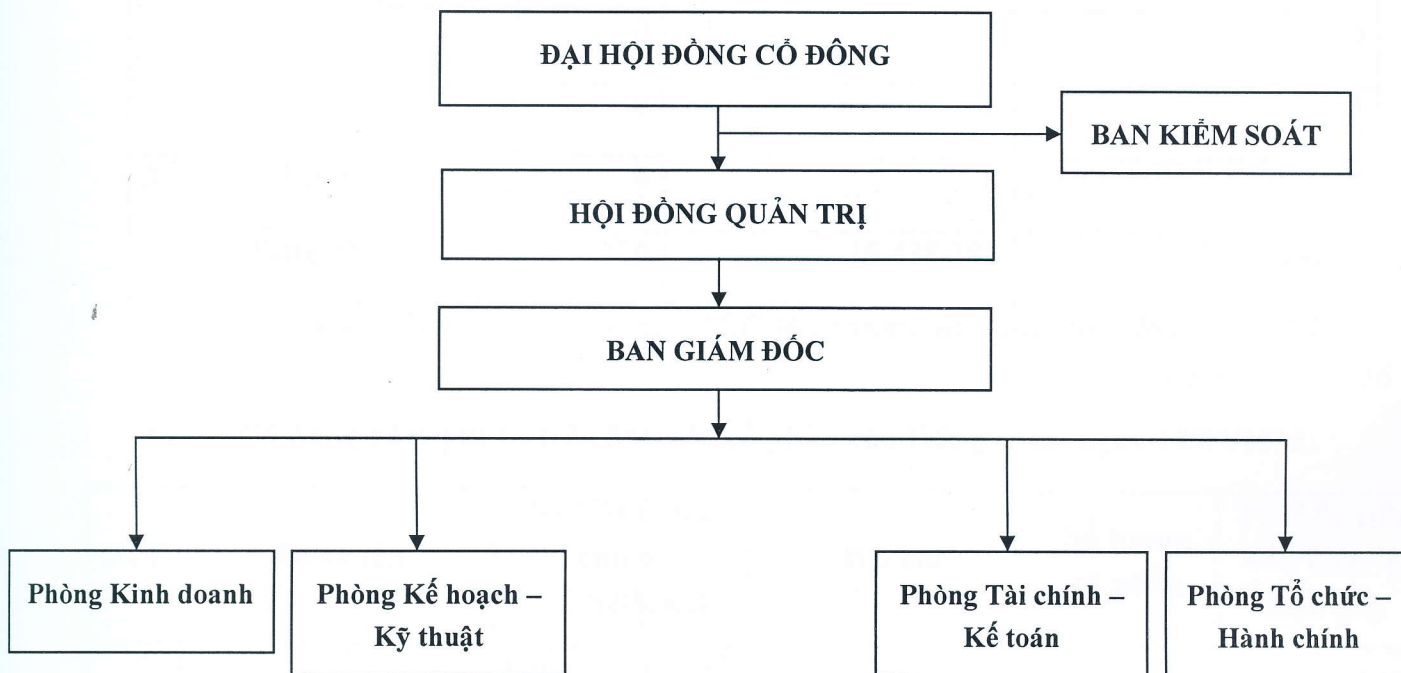 ĐẠI HỘI ĐỒNG CỔ ĐÔNG
BAN KIỂM SOÁT
HỘI ĐỒNG QUẢN TRỊ
BAN GIÁM ĐỐC
Phòng Kinh doanh
Phòng Kế hoạch –
Kỹ thuật
Phòng Tài chính –
Kế toán
Phòng Tổ chức –
Hành chính